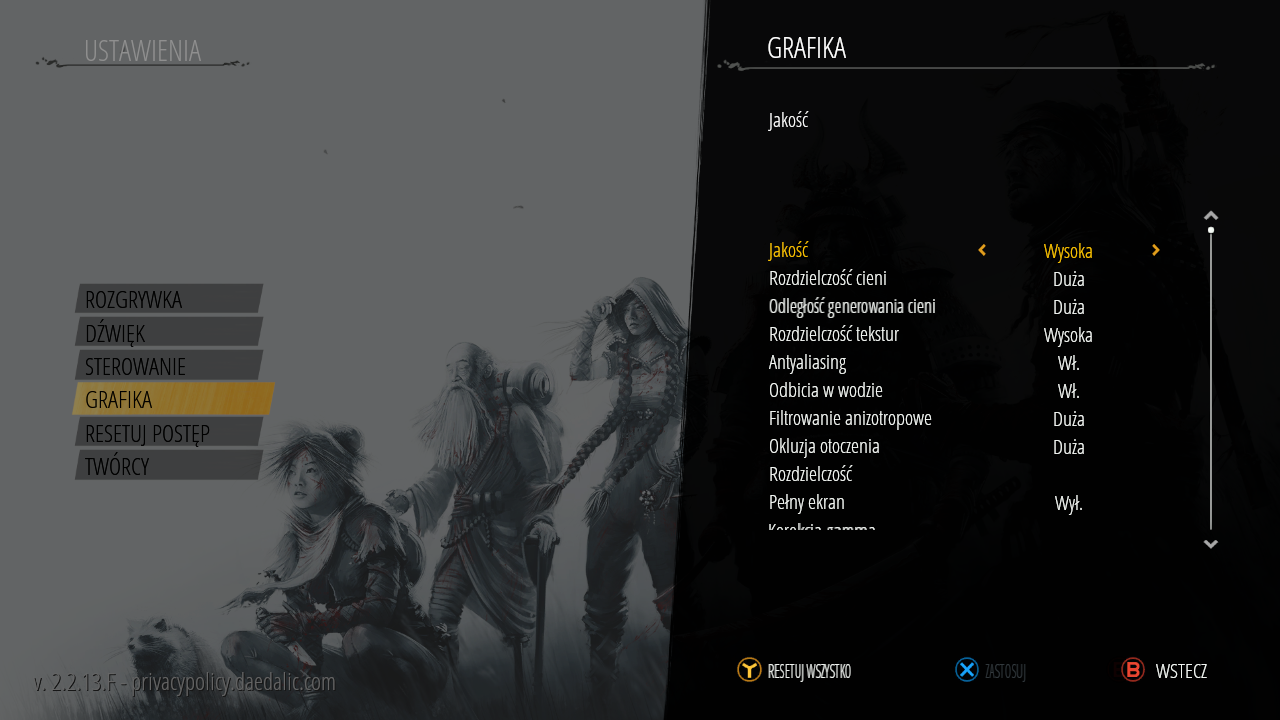 USTAWIENIA
ROZGRYWKA
DŹWIĘK
STEROWANIE
GRAFIKA
RESETUJ POSTĘP
TWÓRCY
v. 2.2.13.F - privacypolicy.daedalic.com
GRAFIKA
Jakość
Jakość Wysoka
Rozdzielczość cieni Duża
Odległość generowania cieni Duża
Rozdzielczość tekstur Wysoka
Antyaliasing Wł.
Odbicia w wodzie Wł.
Filtrowanie anizotropowe Duża
Okluzja otoczenia Duża
Rozdzielczość
Pełny ekran Wył.
Korekcja gamma
Y RESETUJ WSZYSTKO X ZASTOSUJ B WSTECZ